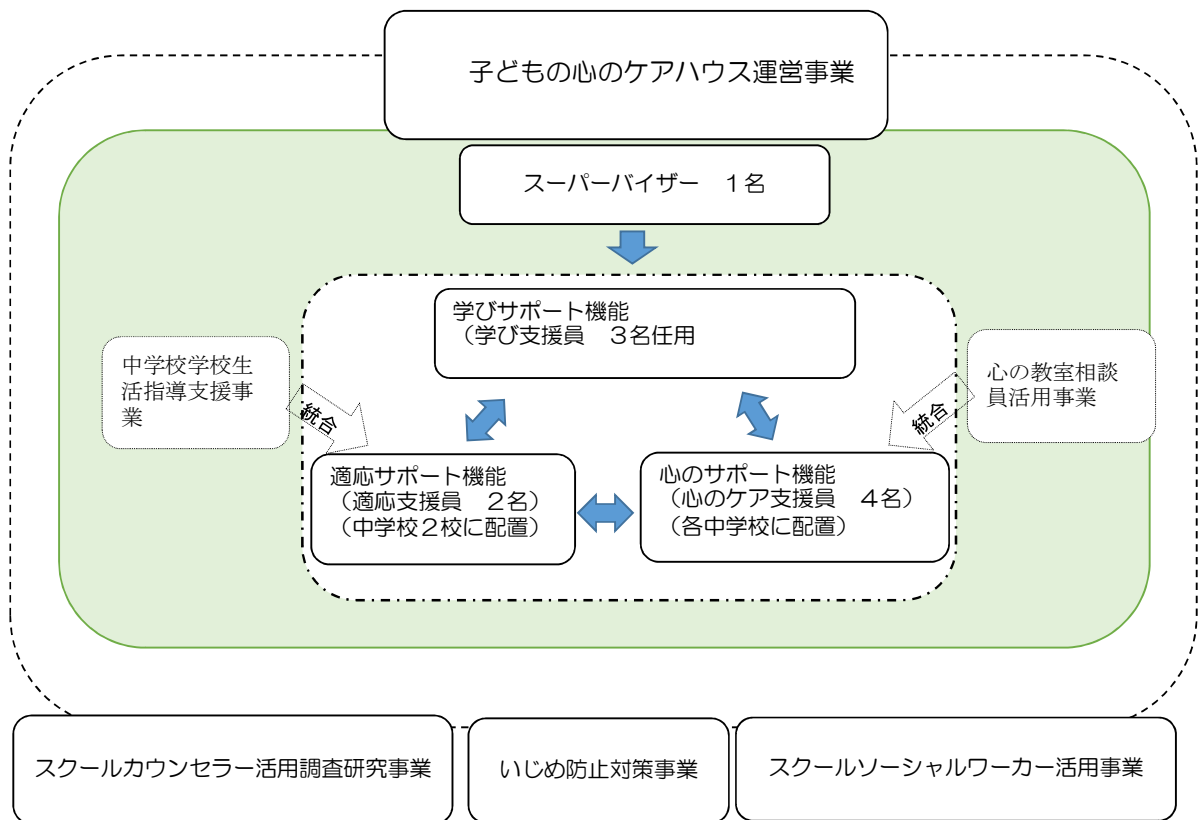 子どもの心のケアハウス運営事業
スーパーバイザー　１名
学びサポート機能
（学び支援員　３名任用
中学校学校生
活指導支援事
業
統合
心の教室相談
員活用事業
統合
適応サポート機能
（適応支援員　２名）
（中学校２校に配置）
心のサポート機能
（心のケア支援員　４名）
（各中学校に配置）
スクールカウンセラー活用調査研究事業
いじめ防止対策事業
スクールソーシャルワーカー活用事業